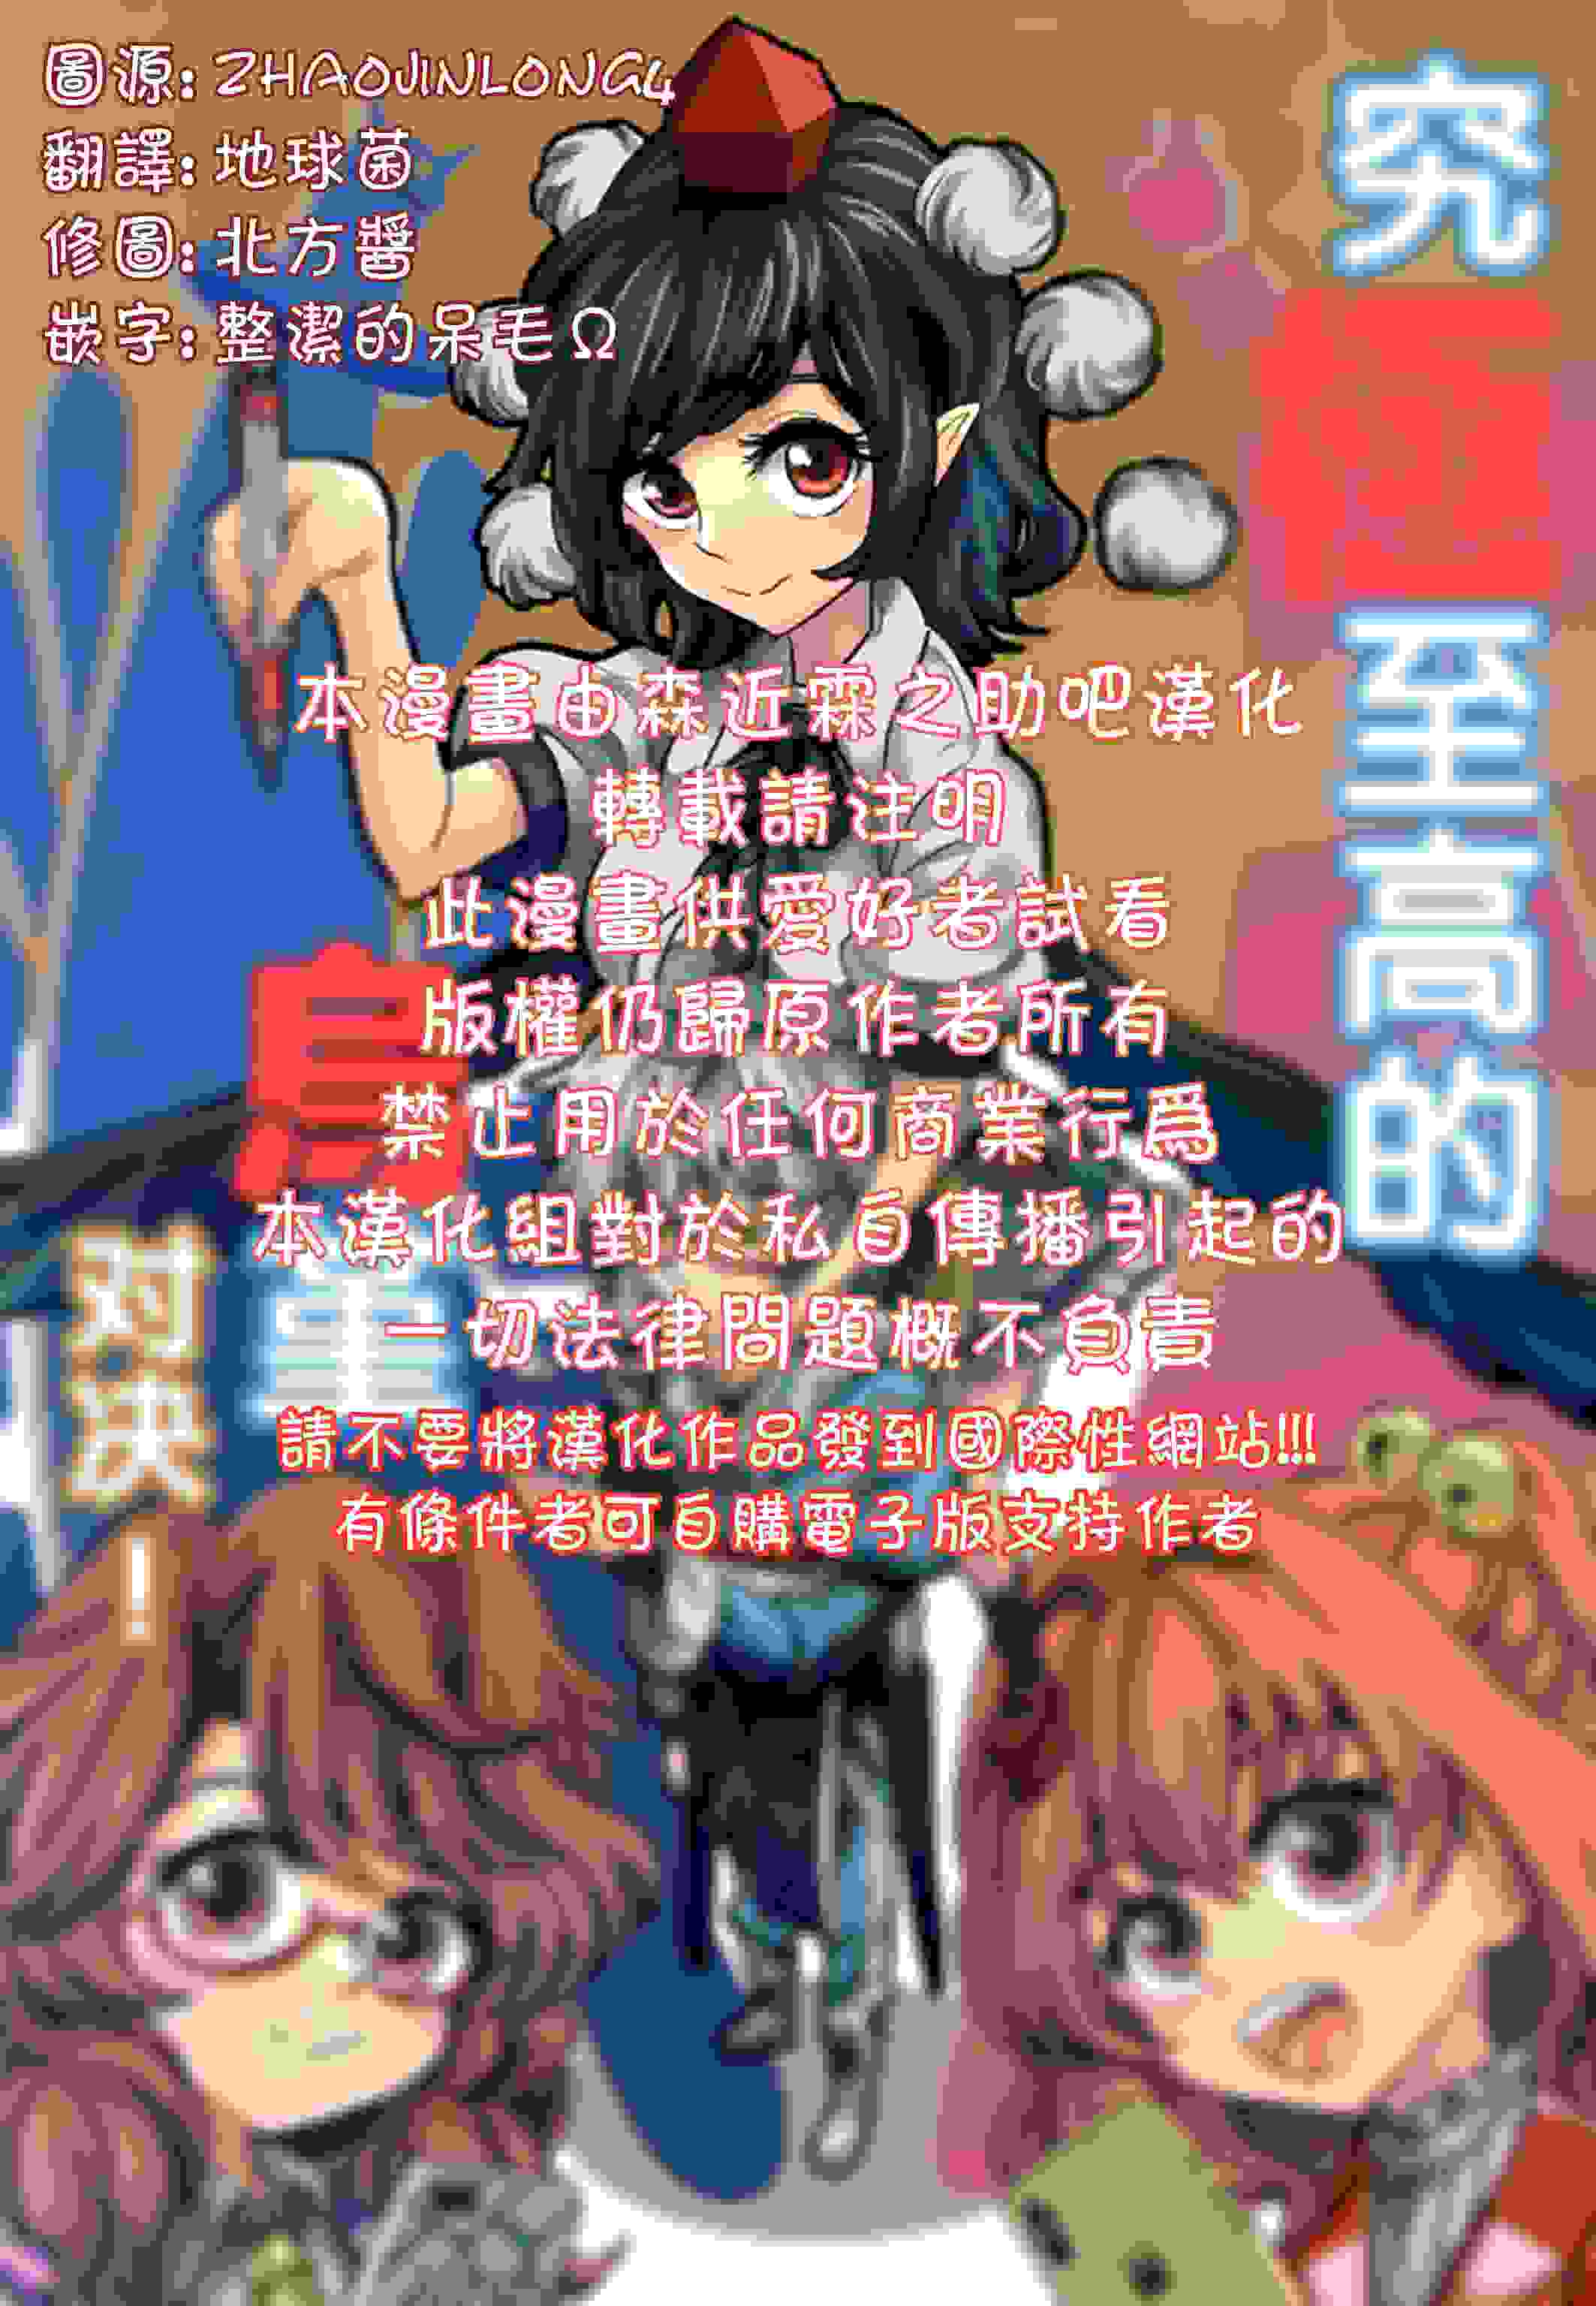 圖源: ZHAOJINLONG4
翻譯: 地球菌
修圖: 北方醬
嵌字: 整潔的呆毛Ω
究極至高的
本漫畫由森近霖之助吧漢化
轉載請注明
此漫畫供愛好者試看
版權仍歸原作者所有
禁止用於任何商業行爲
本漢化組對於私自傳播引起的
一切法律問題概不負責
請不要將漢化作品發到國際性網站!!!
有條件者可自購電子版支持作者
对决!